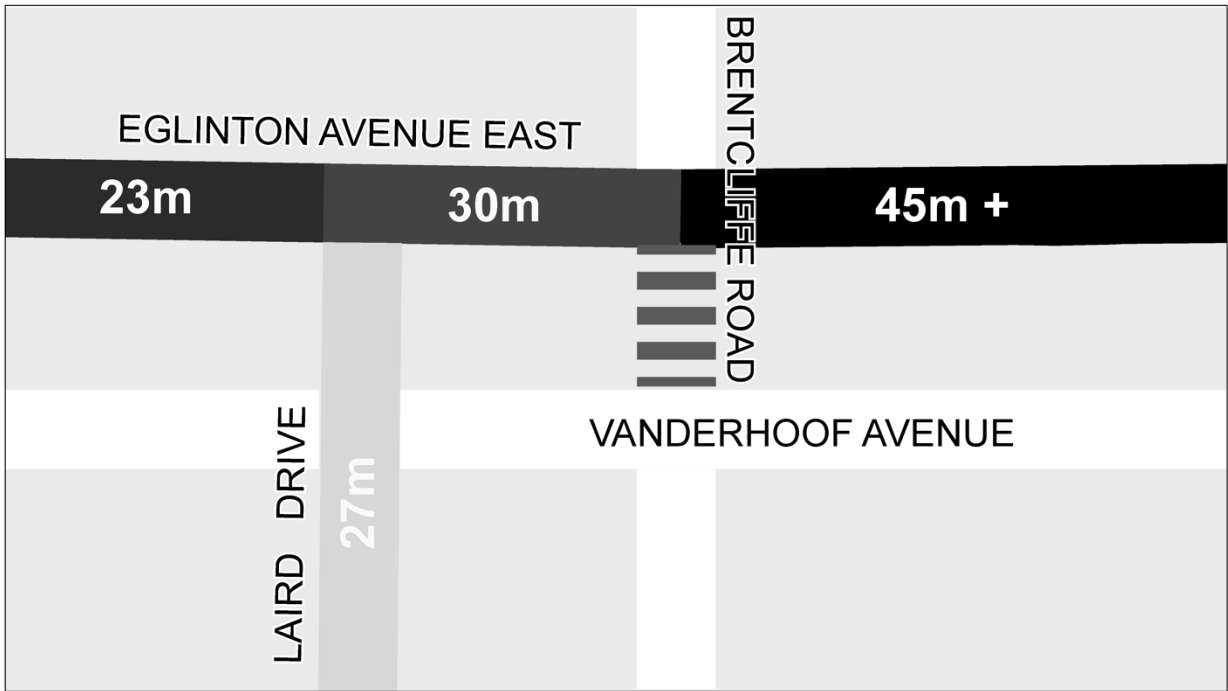 BRENTCLIFFE ROAD
EGLINTON AVENUE EAST
23m
30m
45m +
VANDERHOOF AVENUE
LAIRD DRIVE
27m